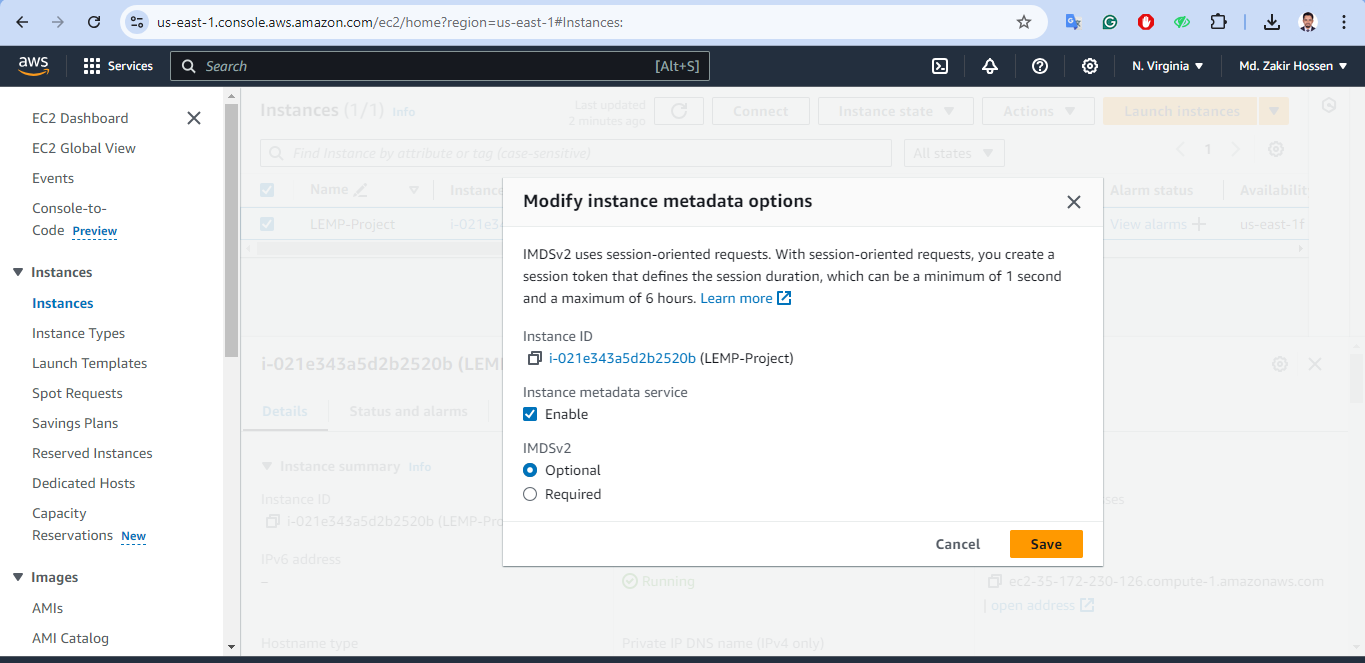 us-east-1.console.aws.amazon.com/ec2/home?region=us-east-1#Instances:
aws
Services
Search
[Alt+S]
N. Virginia
Md. Zakir Hossen
EC2 Dashboard
EC2 Global View
Events
Console-to-
Code Preview
Instances
Instances
Instance Types
Launch Templates
Spot Requests
Savings Plans
Reserved Instances
Dedicated Hosts
Capacity
Reservations New
Images
AMIs
AMI Catalog
Instances (1/1) Info
Last updated
2 minutes ago
Connect
Instance state
Actions
Launch instances
Find Instance by attribute or tag (case-sensitive)
All states
1
Name
Instance
Alarm status
Availabilit
LEMP-Project
i-021e3
View alarms
us-east-1f
Modify instance metadata options
IMDSv2 uses session-oriented requests. With session-oriented requests, you create a
session token that defines the session duration, which can be a minimum of 1 second
and a maximum of 6 hours. Learn more
Instance ID
i-021e343a5d2b2520b (LEMP-Project)
Instance metadata service
Enable
IMDSv2
Optional
Required
Cancel
Save
i-021e343a5d2b2520b (LEM
Details
Status and alarms
Instance summary Info
Instance ID
i-021e343a5d2b2520b (LEMP-Pro
IPv6 address
–
Running
ec2-35-172-230-126.compute-1.amazonaws.com
| open address
Hostname type
Private IP DNS name (IPv4 only)